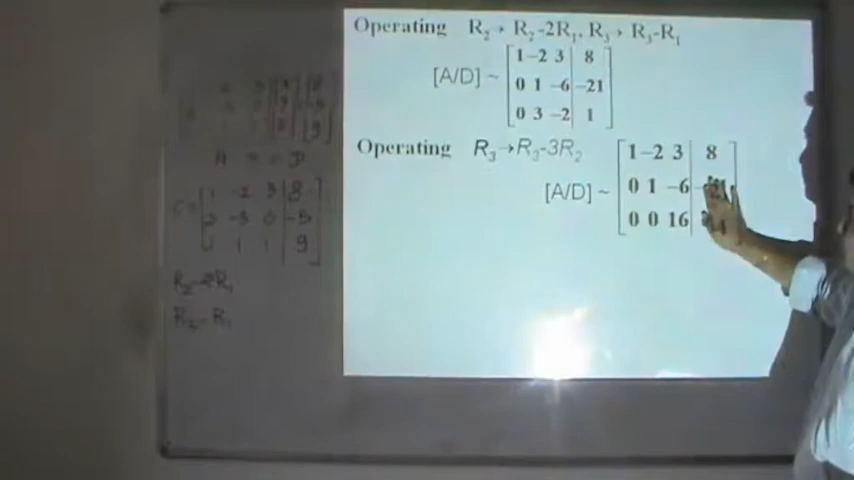 Operating R₂→ R₂-2R₁, R₃→ R₃-R₁
[A/D] ~
1 –2 3 8
0 1 –6 –21
0 3 –2 1
Operating R₃→R₃-3R₂
[A/D] ~
1 –2 3 8
0 1 –6
0 0 16
A D
C = 1 -2 3 8
-3 0 -5
1 1 9
R₂-2R₁
R₃-R₁